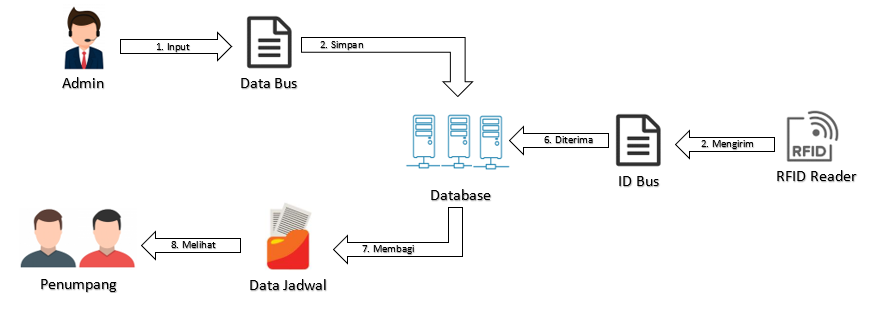 1. Input
2. Simpan
Admin
Data Bus
6. Diterima
2. Mengirim
RFID
ID Bus
RFID Reader
Database
7. Membagi
8. Melihat
Penumpang
Data Jadwal